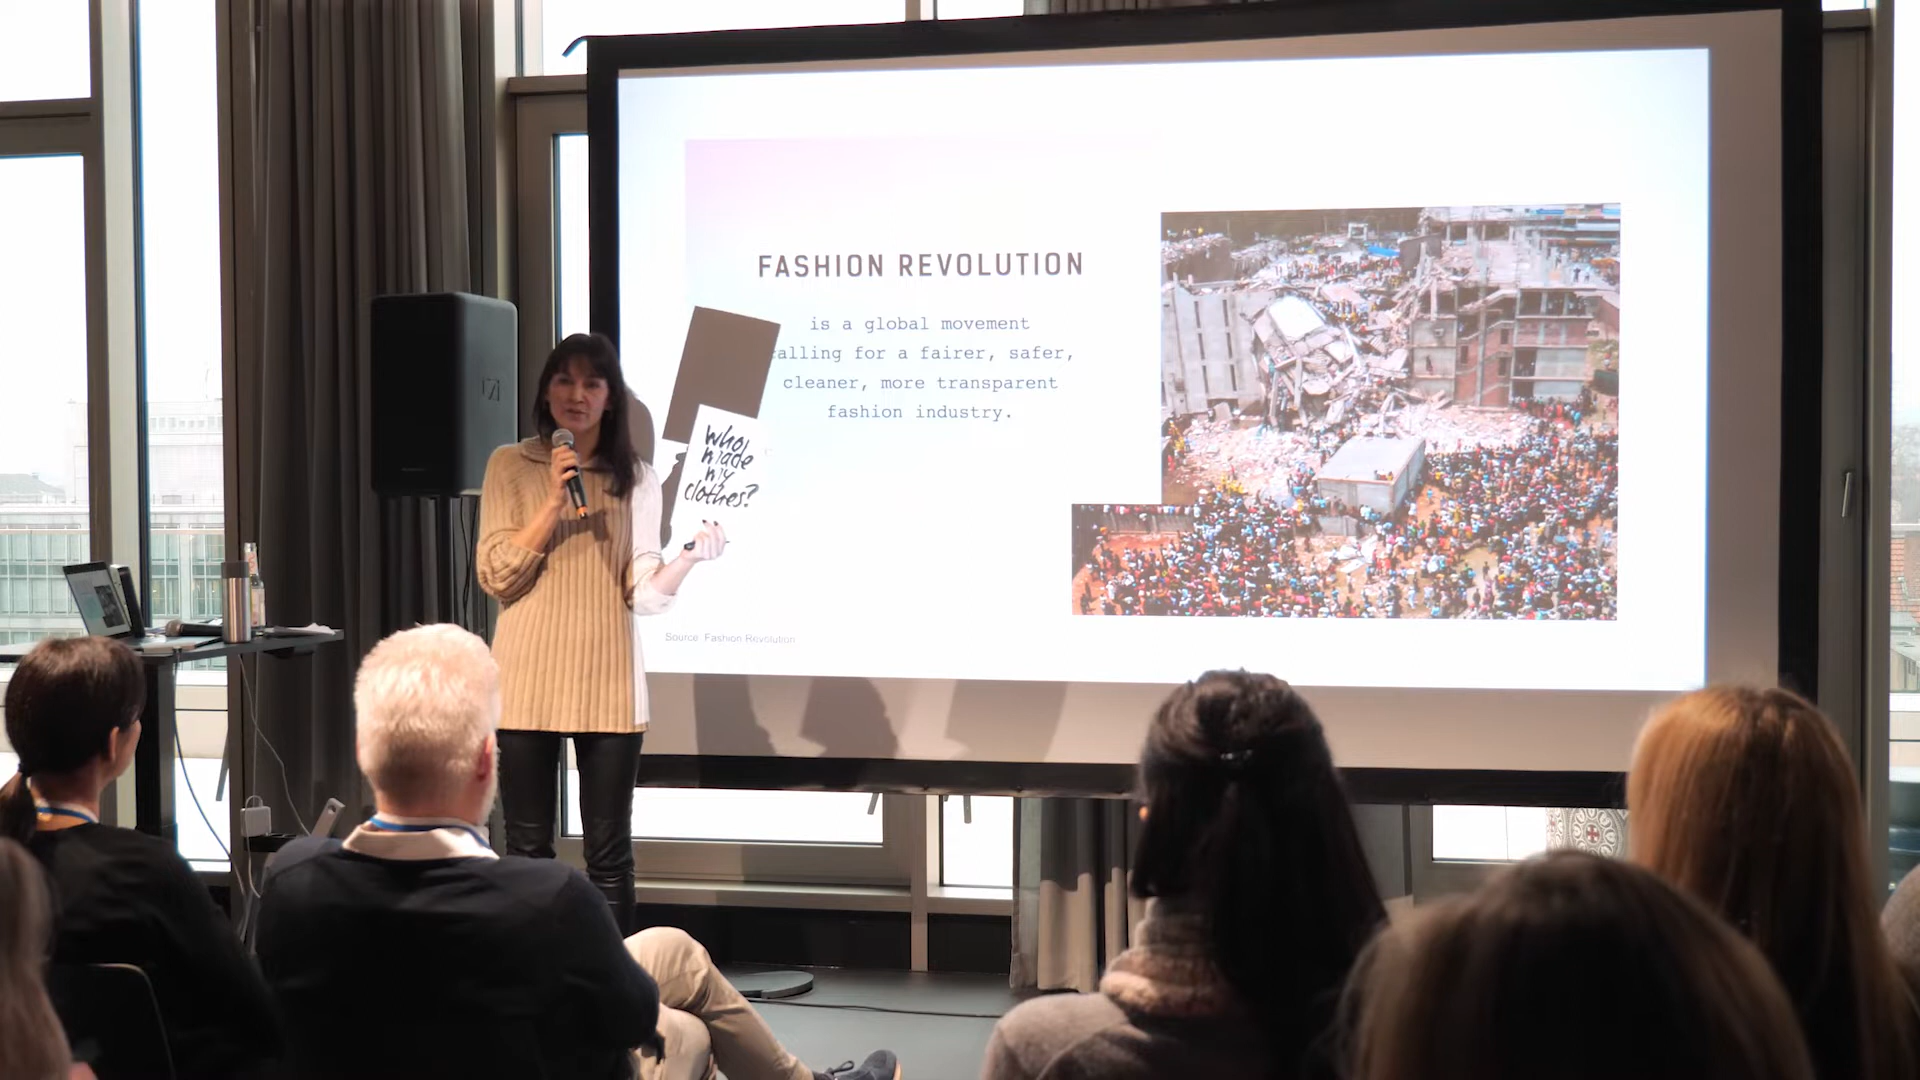 FASHION REVOLUTION
is a global movement
calling for a fairer, safer,
cleaner, more transparent
fashion industry.
who
made
my
clothes?
Source: Fashion Revolution